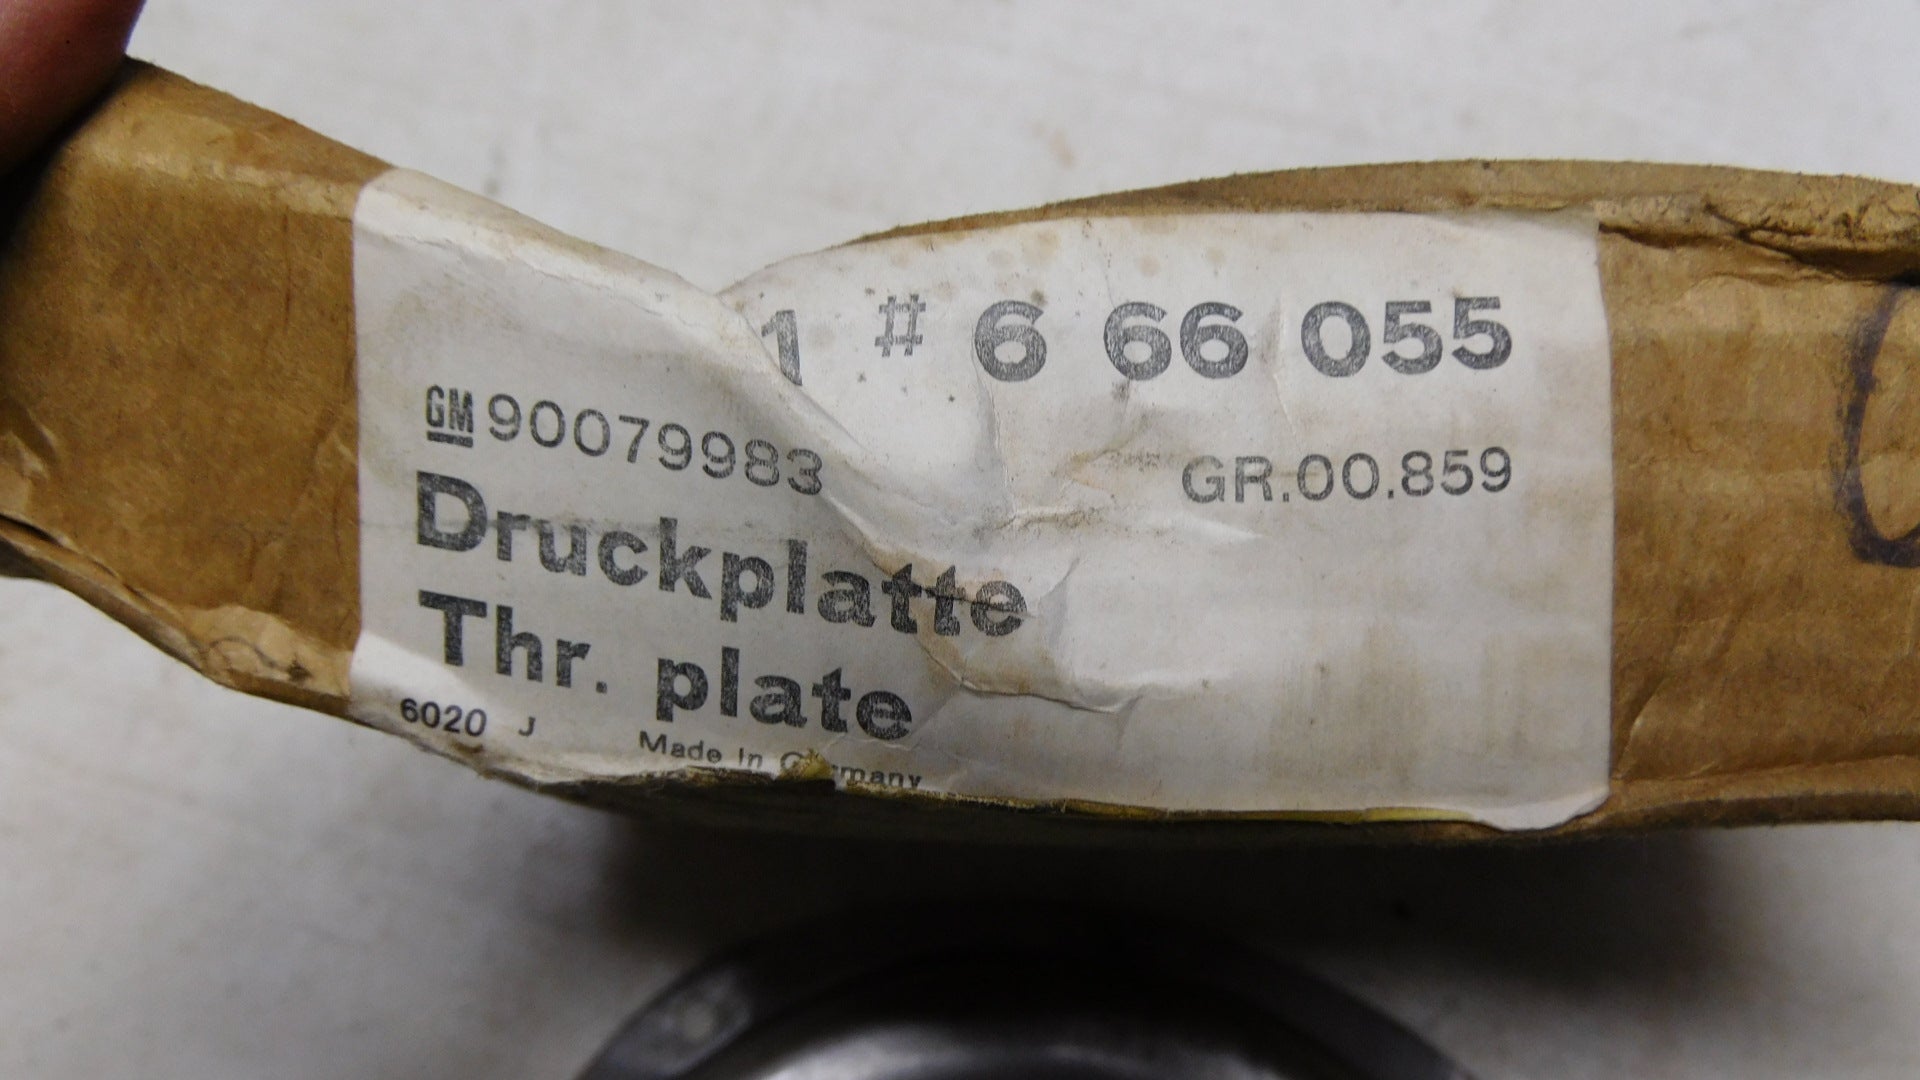 1 # 6 66 055
GM 90079983 GR.00.859
Druckplatte
Thr. plate
6020 J Made in Germany